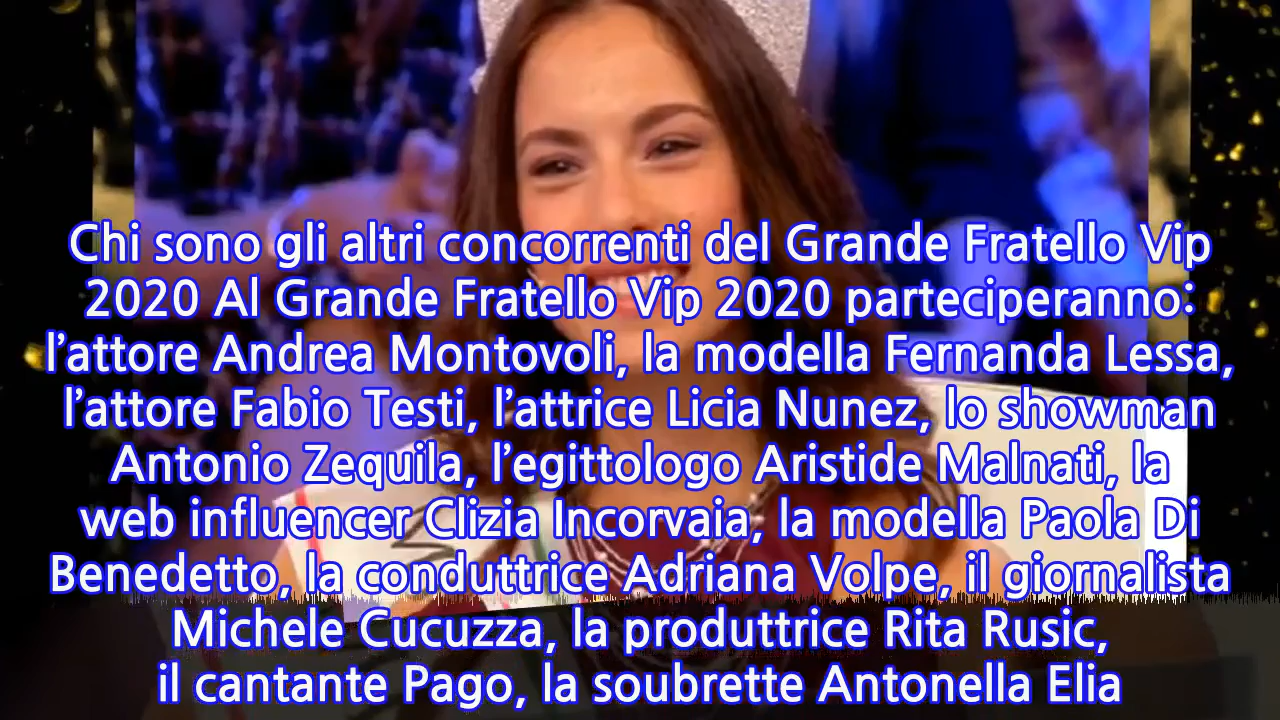 Chi sono gli altri concorrenti del Grande Fratello Vip
2020 Al Grande Fratello Vip 2020 parteciperanno:
l’attore Andrea Montovoli, la modella Fernanda Lessa,
l’attore Fabio Testi, l’attrice Licia Nunez, lo showman
Antonio Zequila, l’egittologo Aristide Malnati, la
web influencer Clizia Incorvaia, la modella Paola Di
Benedetto, la conduttrice Adriana Volpe, il giornalista
Michele Cucuzza, la produttrice Rita Rusic,
il cantante Pago, la soubrette Antonella Elia